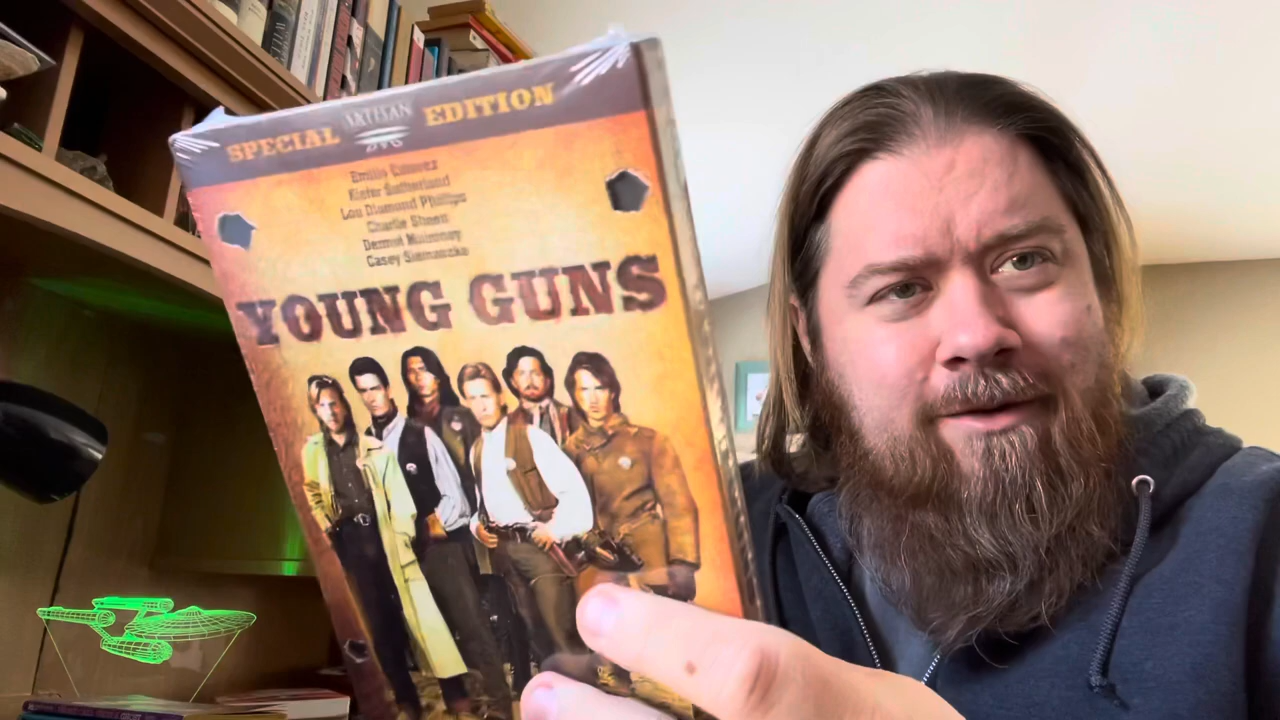 SPECIAL ARTISAN EDITION
Emilio Estevez
Kiefer Sutherland
Lou Diamond Phillips
Charlie Sheen
Dermot Mulroney
Casey Siemaszko
YOUNG GUNS